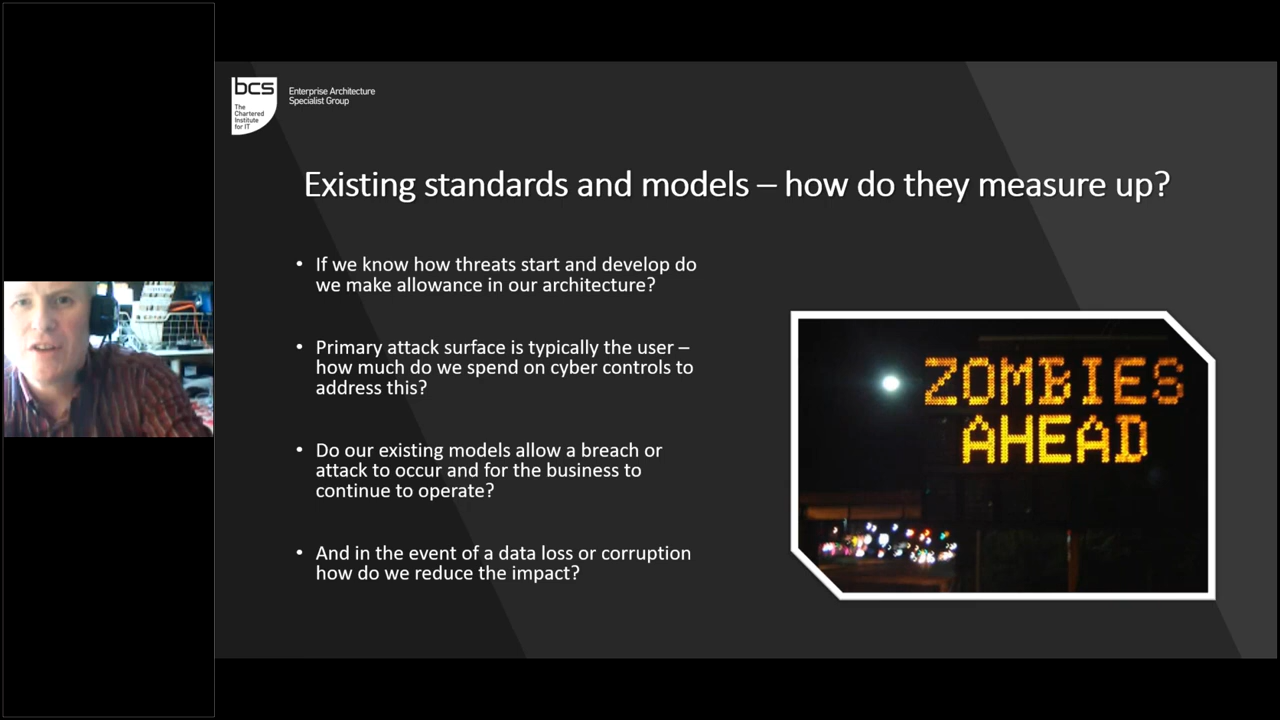 bcs
The
Chartered
Institute
for IT
Enterprise Architecture
Specialist Group
Existing standards and models – how do they measure up?
• If we know how threats start and develop do
we make allowance in our architecture?
• Primary attack surface is typically the user –
how much do we spend on cyber controls to
address this?
• Do our existing models allow a breach or
attack to occur and for the business to
continue to operate?
• And in the event of a data loss or corruption
how do we reduce the impact?
ZOMBIES
AHEAD